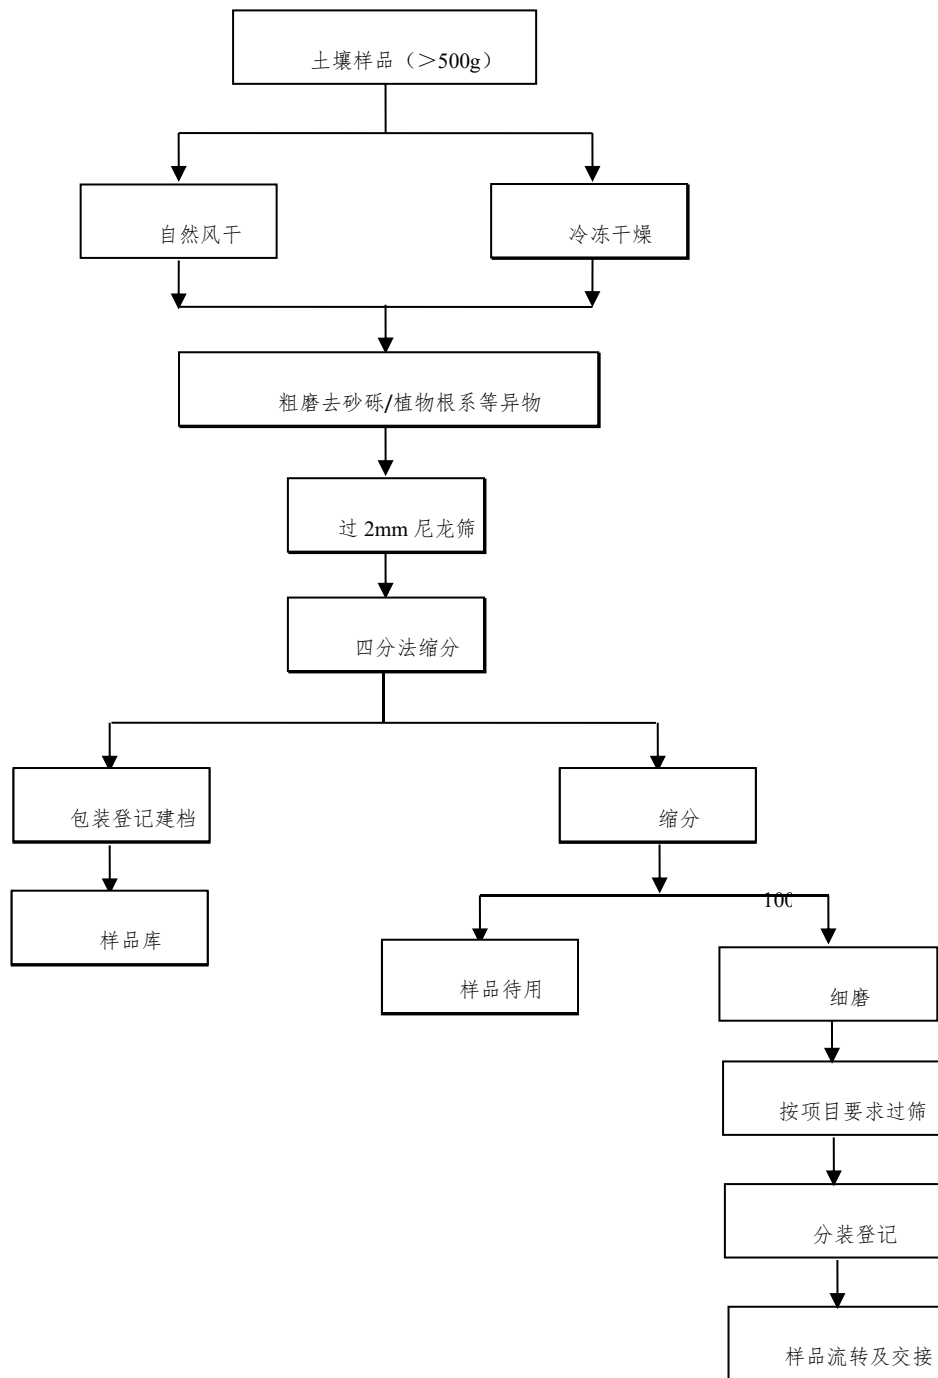 土壤样品（＞500g）
自然风干
冷冻干燥
粗磨去砂砾/植物根系等异物
过 2mm 尼龙筛
四分法缩分
包装登记建档
缩分
100
样品库
样品待用
细磨
按项目要求过筛
分装登记
样品流转及交接